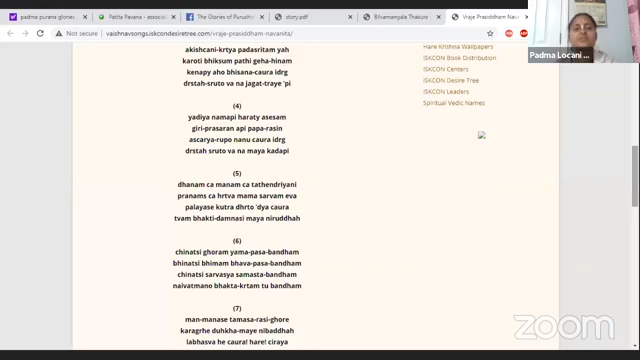 padma purana glories
Patita Pavana - associat
The Glories of Purushot
story.pdf
Bilvamangala Thakure
Vraje Prasiddham Nav
Not secure | vaishnavsongs.iskcondesiretree.com/vraje-prasiddham-navanita/
akishcani-krtya padasritam yah
karoti bhiksum pathi geha-hinam
kenapy aho bhisana-caura idrg
drstah-sruto va na jagat-traye 'pi
(4)
yadiya namapi haraty asesam
giri-prasaran api papa-rasin
ascarya-rupo nanu caura idrg
drstah sruto va na maya kadapi
(5)
dhanam ca manam ca tathendriyani
pranams ca hrtva mama sarvam eva
palayase kutra dhrto 'dya caura
tvam bhakti-damnasi maya niruddhah
(6)
chinatsi ghoram yama-pasa-bandham
bhinatsi bhimam bhava-pasa-bandham
chinatsi sarvasya samasta-bandham
naivatmano bhakta-krtam tu bandham
(7)
man-manase tamasa-rasi-ghore
karagrhe duhkha-maye nibaddhah
labhasva he caura! hare! ciraya
Hare Krishna Wallpapers
ISKCON Book Distribution
ISKCON Centers
ISKCON Desire Tree
ISKCON Leaders
Spiritual Vedic Names
Padma Locani ...
zoom